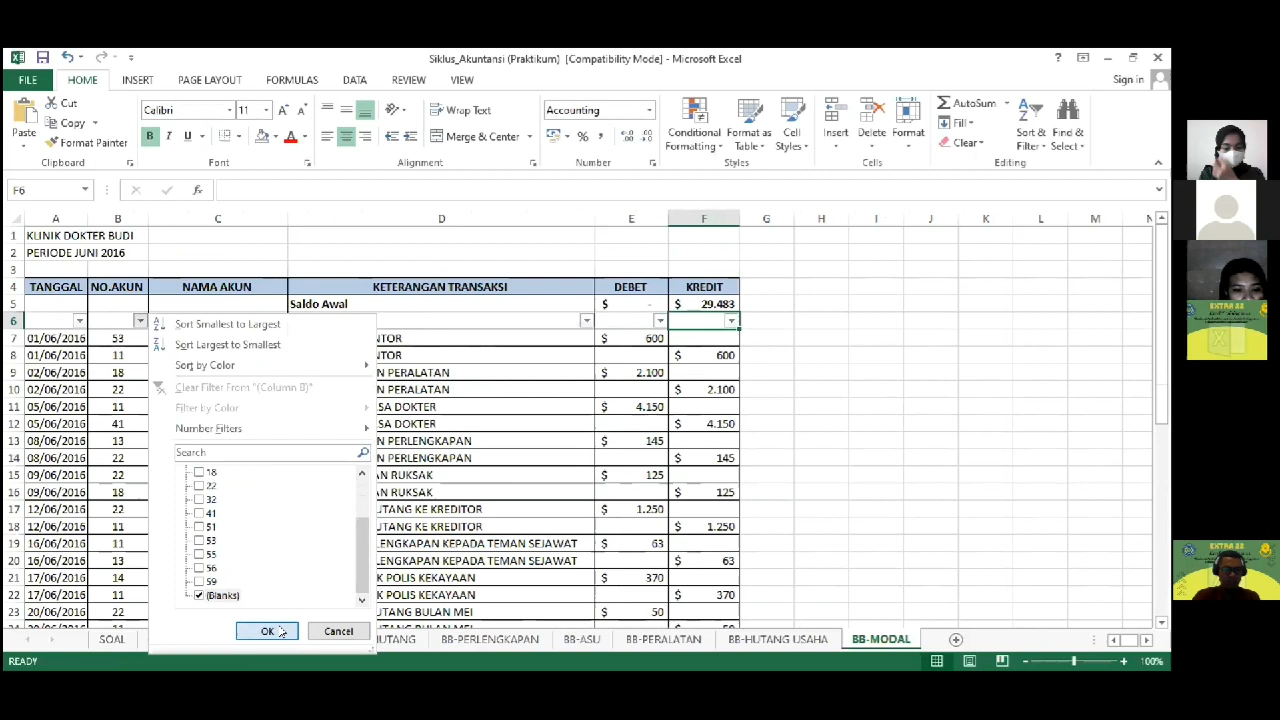 Siklus_Akuntansi (Praktikum) [Compatibility Mode] - Microsoft Excel
FILE HOME INSERT PAGE LAYOUT FORMULAS DATA REVIEW VIEW Sign in
Cut
Copy
Format Painter
Paste
Calibri 11
Wrap Text
Merge & Center
Accounting
Conditional Formatting
Format as Table
Cell Styles
Insert Delete Format
AutoSum
Fill
Clear
Sort & Filter
Find & Select
Clipboard Font Alignment Number Styles Cells Editing
F6
A B C D E F G H I J K L M N
1 KLINIK DOKTER BUDI
2 PERIODE JUNI 2016
3
4 TANGGAL NO.AKUN NAMA AKUN KETERANGAN TRANSAKSI DEBET KREDIT
5 Saldo Awal $ - $ 29.483
6
7 01/06/2016 53 NTOR $ 600
8 01/06/2016 11 NTOR $ 600
9 02/06/2016 18 N PERALATAN $ 2.100
10 02/06/2016 22 N PERALATAN $ 2.100
11 05/06/2016 11 SA DOKTER $ 4.150
12 05/06/2016 41 SA DOKTER $ 4.150
13 08/06/2016 13 N PERLENGKAPAN $ 145
14 08/06/2016 22 N PERLENGKAPAN $ 145
15 09/06/2016 22 AN RUKSAK $ 125
16 09/06/2016 18 AN RUKSAK $ 125
17 12/06/2016 22 UTANG KE KREDITOR $ 1.250
18 12/06/2016 11 UTANG KE KREDITOR $ 1.250
19 16/06/2016 11 LENGKAPAN KEPADA TEMAN SEJAWAT $ 63
20 16/06/2016 13 LENGKAPAN KEPADA TEMAN SEJAWAT $ 63
21 17/06/2016 14 K POLIS KEKAYAAN $ 370
22 17/06/2016 11 K POLIS KEKAYAAN $ 370
23 20/06/2016 22 UTANG BULAN MEI $ 50
Sort Smallest to Largest
Sort Largest to Smallest
Sort by Color
Clear Filter From "(Column B)"
Filter by Color
Number Filters
Search
18
22
32
41
51
53
55
56
59
(Blanks)
OK Cancel
SOAL UTANG BB-PERLENGKAPAN BB-ASU BB-PERALATAN BB-HUTANG USAHA BB-MODAL
READY 100%
EXTRA 22